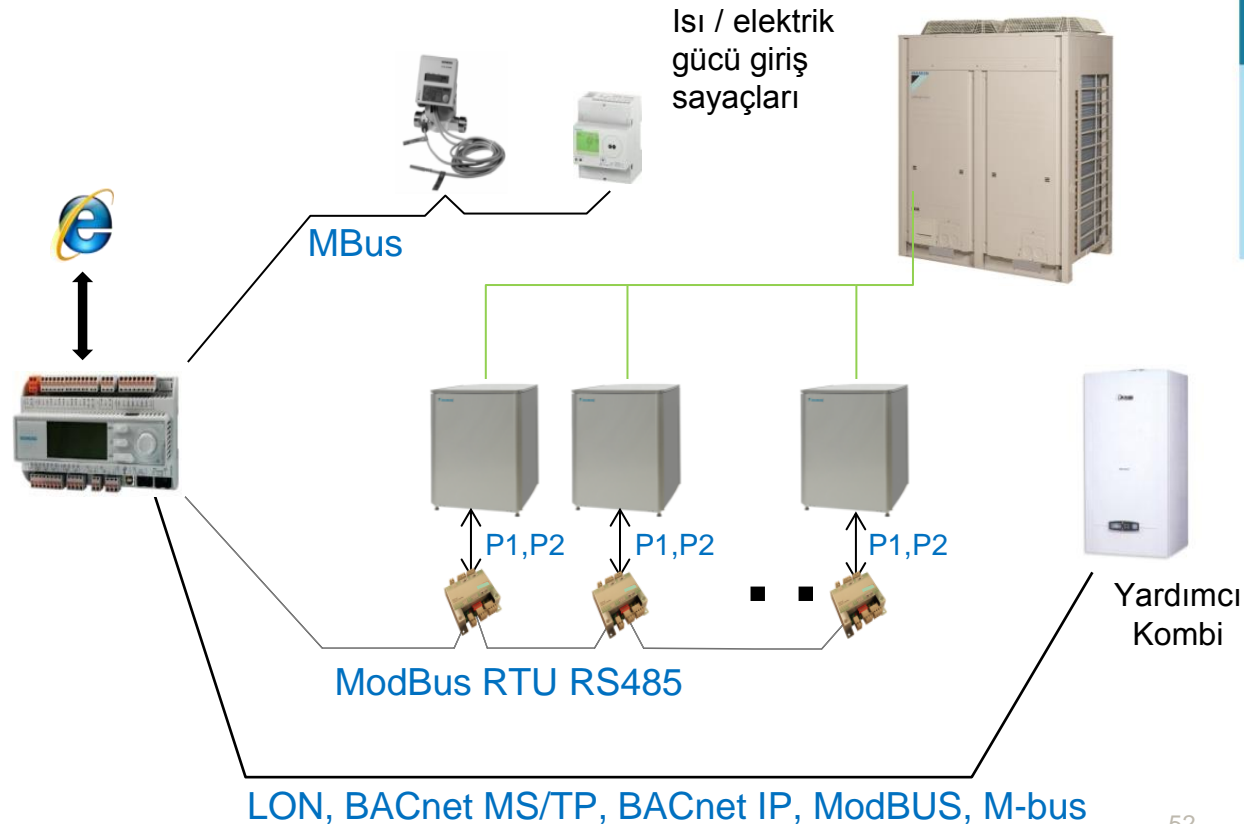 Isı / elektrik
gücü giriş
sayaçları
MBus
P1,P2
P1,P2
P1,P2
Yardımcı
Kombi
ModBus RTU RS485
LON, BACnet MS/TP, BACnet IP, ModBUS, M-bus
52